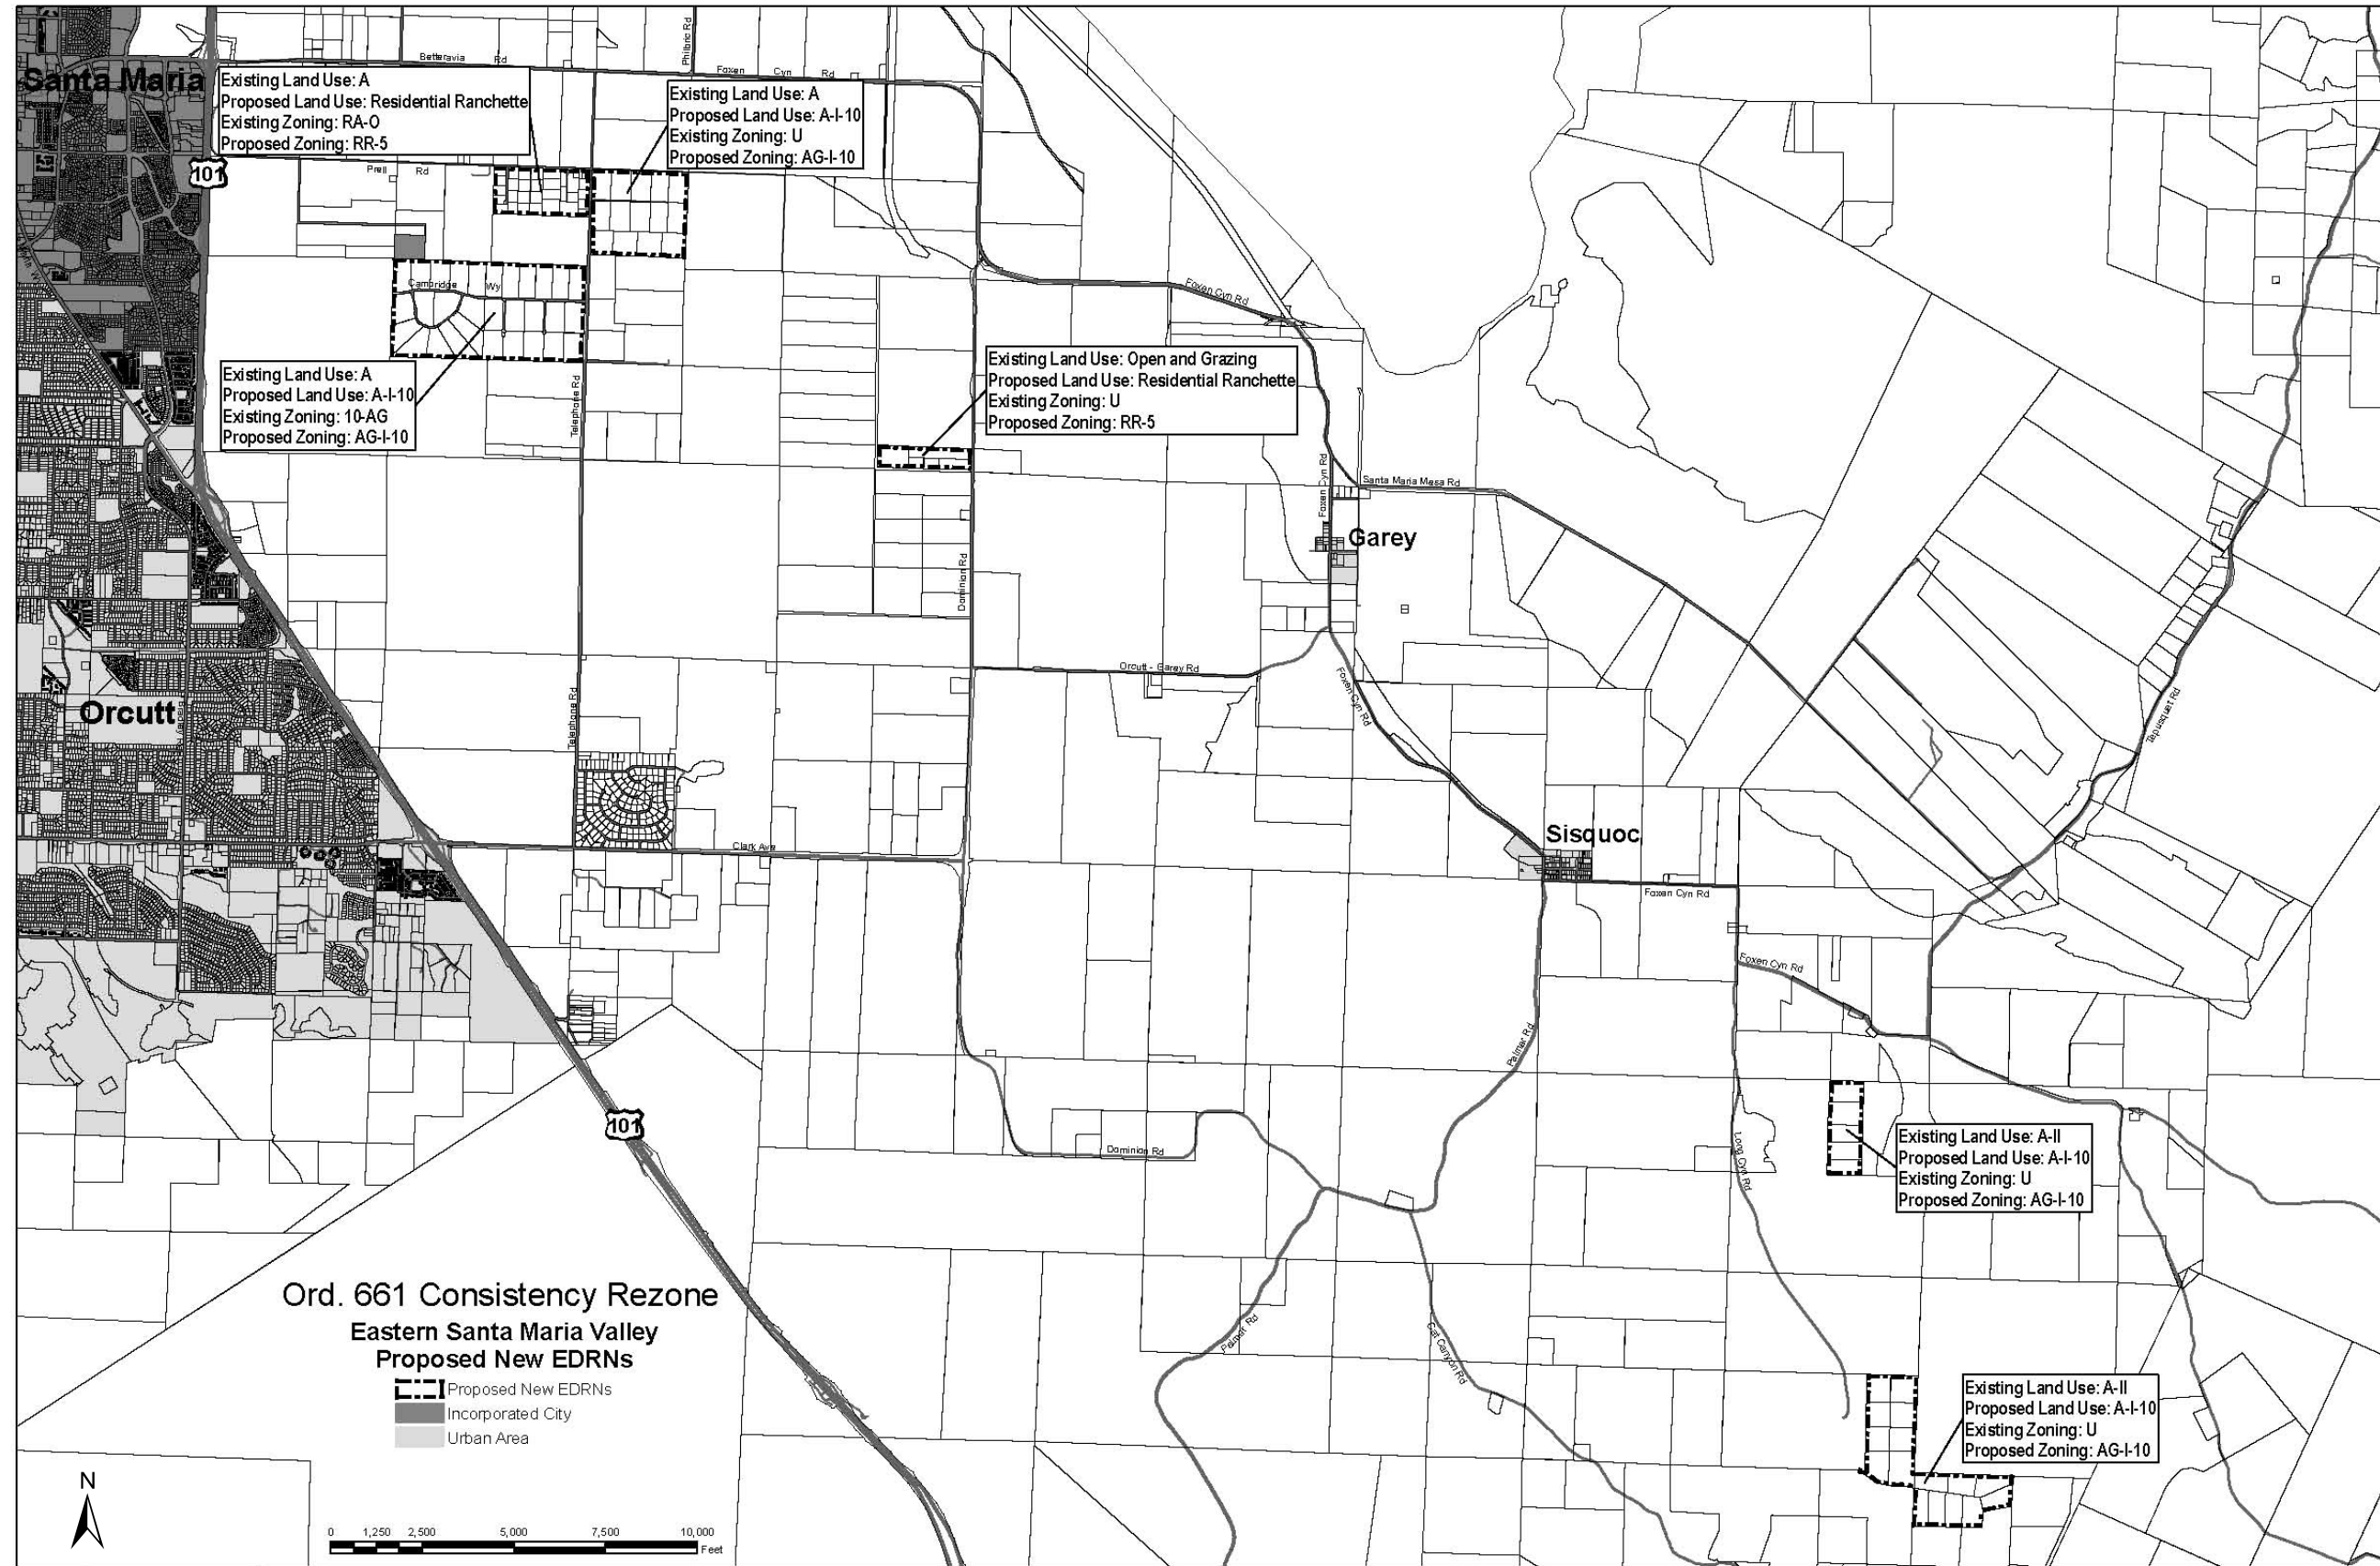 Betteravia Rd
Philbric Rd
Foxen Cyn Rd
Santa Maria
Existing Land Use: A
Proposed Land Use: Residential Ranchette
Existing Zoning: RA-O
Proposed Zoning: RR-5
Existing Land Use: A
Proposed Land Use: A-I-10
Existing Zoning: U
Proposed Zoning: AG-I-10
101
Prell Rd
Cambridge Wy
Foxen Cyn Rd
Existing Land Use: A
Proposed Land Use: A-I-10
Existing Zoning: 10-AG
Proposed Zoning: AG-I-10
Telephone Rd
Existing Land Use: Open and Grazing
Proposed Land Use: Residential Ranchette
Existing Zoning: U
Proposed Zoning: RR-5
Foxen Cyn Rd
Santa Maria Mesa Rd
Garey
Dominion Rd
Orcutt - Garey Rd
Foxen Cyn Rd
Orcutt
Telephone Rd
Tepusquet Rd
Sisquoc
Clark Ave
Foxen Cyn Rd
Foxen Cyn Rd
Palmer Rd
101
Dominion Rd
Long Cyn Rd
Existing Land Use: A-II
Proposed Land Use: A-I-10
Existing Zoning: U
Proposed Zoning: AG-I-10
Palmer Rd
Cat Canyon Rd
Ord. 661 Consistency Rezone
Eastern Santa Maria Valley
Proposed New EDRNs
Proposed New EDRNs
Incorporated City
Urban Area
Existing Land Use: A-II
Proposed Land Use: A-I-10
Existing Zoning: U
Proposed Zoning: AG-I-10
N
0 1,250 2,500 5,000 7,500 10,000
Feet